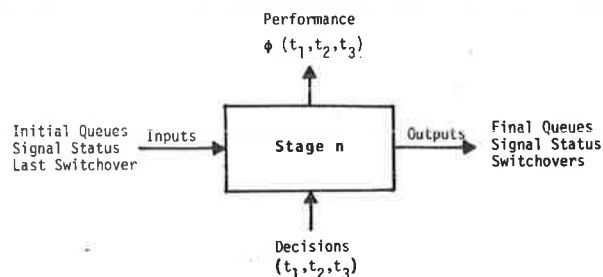 Performance
ϕ (t1,t2,t3)
Initial Queues
Signal Status
Last Switchover
Inputs
Stage n
Outputs
Final Queues
Signal Status
Switchovers
Decisions
(t1,t2,t3)